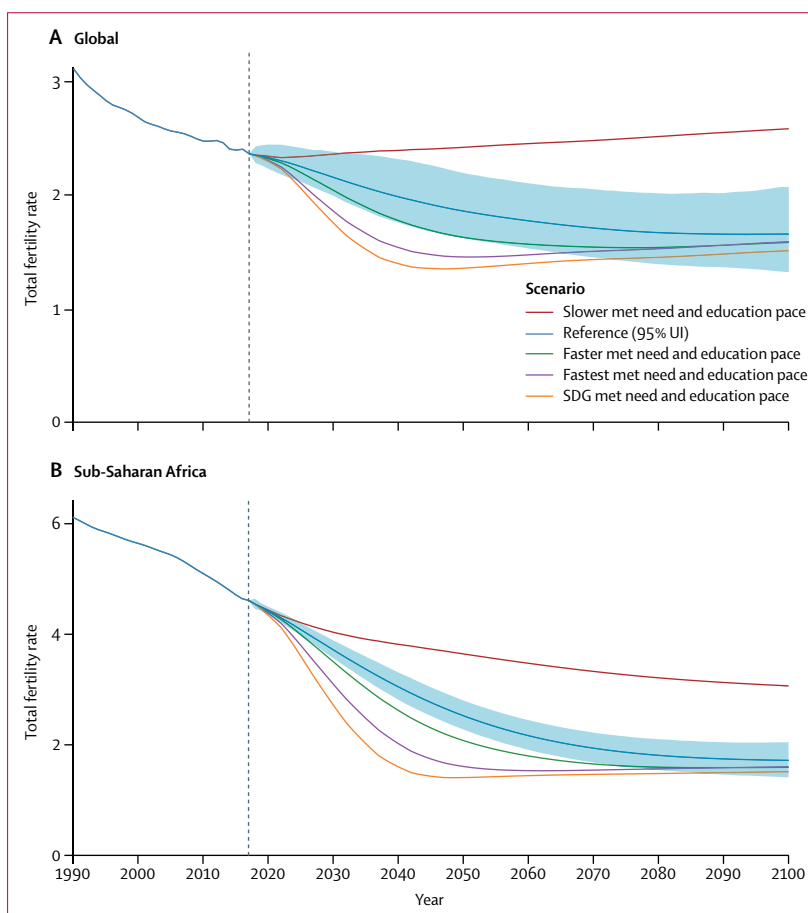 A Global
3
2
1
0
Total fertility rate
Scenario
Slower met need and education pace
Reference (95% UI)
Faster met need and education pace
Fastest met need and education pace
SDG met need and education pace
B Sub-Saharan Africa
6
4
2
0
Total fertility rate
1990 2000 2010 2020 2030 2040 2050 2060 2070 2080 2090 2100
Year